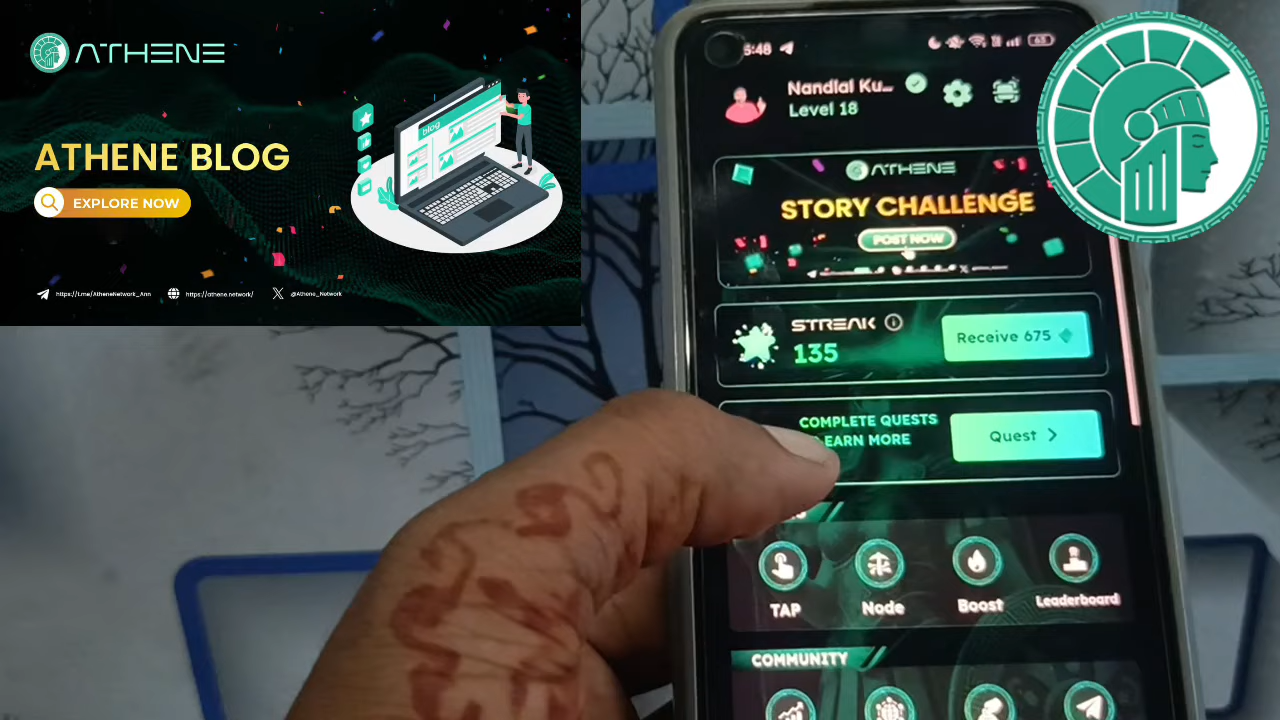 ATHENE
blog
ATHENE BLOG
EXPLORE NOW
https://t.me/AtheneNetwork_Ann
https://athene.network/
@Athene_Network
5:48
63
Nandlal Ku...
Level 18
ATHENE
STORY CHALLENGE
POST NOW
STREAK
135
Receive 675
COMPLETE QUESTS
EARN MORE
Quest
TAP
Node
Boost
Leaderboard
COMMUNITY